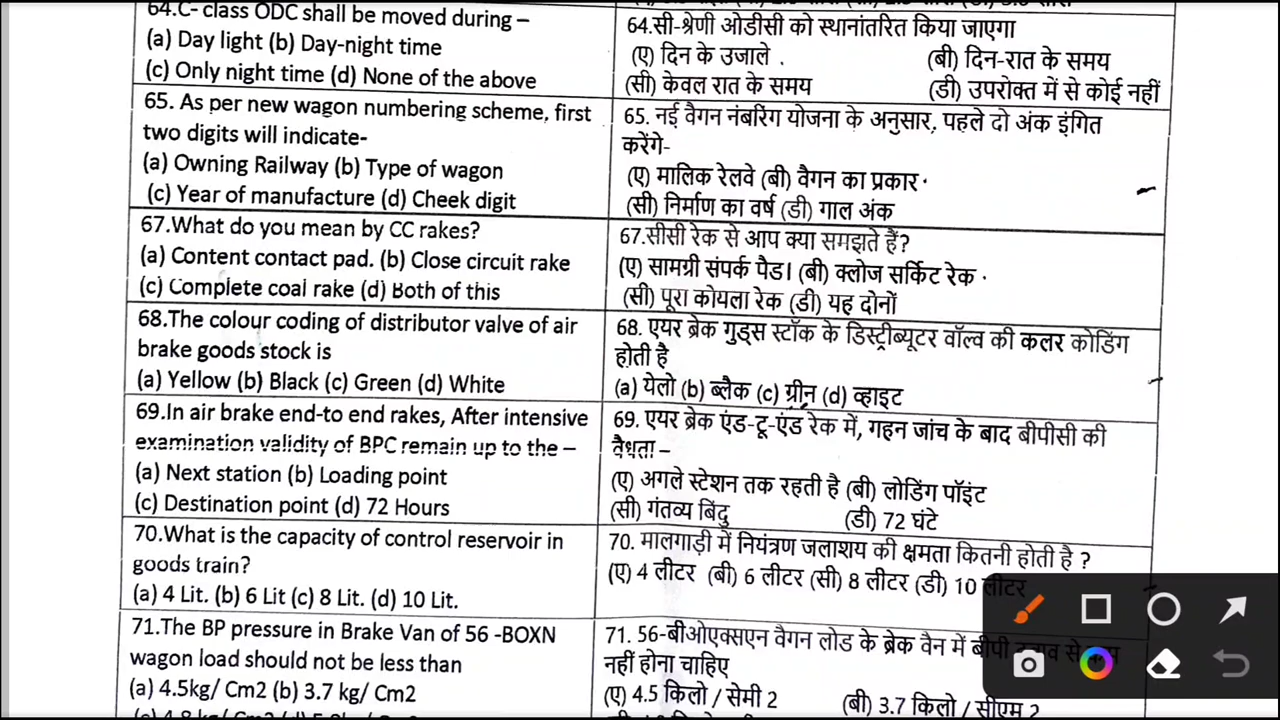 64.C- class ODC shall be moved during –
(a) Day light (b) Day-night time
(c) Only night time (d) None of the above
64.सी-श्रेणी ओडीसी को स्थानांतरित किया जाएगा
(ए) दिन के उजाले . (बी) दिन-रात के समय
(सी) केवल रात के समय (डी) उपरोक्त में से कोई नहीं
65. As per new wagon numbering scheme, first
two digits will indicate-
(a) Owning Railway (b) Type of wagon
(c) Year of manufacture (d) Cheek digit
65. नई वैगन नंबरिंग योजना के अनुसार, पहले दो अंक इंगित
करेंगे-
(ए) मालिक रेलवे (बी) वैगन का प्रकार
(सी) निर्माण का वर्ष (डी) गाल अंक
67.What do you mean by CC rakes?
(a) Content contact pad. (b) Close circuit rake
(c) Complete coal rake (d) Both of this
67.सीसी रेक से आप क्या समझते हैं?
(ए) सामग्री संपर्क पैड। (बी) क्लोज सर्किट रेक
(सी) पूरा कोयला रेक (डी) यह दोनों
68.The colour coding of distributor valve of air
brake goods stock is
(a) Yellow (b) Black (c) Green (d) White
68. एयर ब्रेक गुड्स स्टॉक के डिस्ट्रीब्यूटर वॉल्व की कलर कोडिंग
होती है
(a) येलो (b) ब्लैक (c) ग्रीन (d) व्हाइट
69.In air brake end-to end rakes, After intensive
examination validity of BPC remain up to the –
(a) Next station (b) Loading point
(c) Destination point (d) 72 Hours
69. एयर ब्रेक एंड-टू-एंड रेक में, गहन जांच के बाद बीपीसी की
वैधता –
(ए) अगले स्टेशन तक रहती है (बी) लोडिंग पॉइंट
(सी) गंतव्य बिंदु (डी) 72 घंटे
70.What is the capacity of control reservoir in
goods train?
(a) 4 Lit. (b) 6 Lit (c) 8 Lit. (d) 10 Lit.
70. मालगाड़ी में नियंत्रण जलाशय की क्षमता कितनी होती है ?
(ए) 4 लीटर (बी) 6 लीटर (सी) 8 लीटर (डी) 10 लीटर
71.The BP pressure in Brake Van of 56 -BOXN
wagon load should not be less than
(a) 4.5kg/ Cm2 (b) 3.7 kg/ Cm2
71. 56-बीओएक्सएन वैगन लोड के ब्रेक वैन में बीपी
नहीं होना चाहिए
(ए) 4.5 किलो / सेमी 2 (बी) 3.7 किलो / सीएम 2